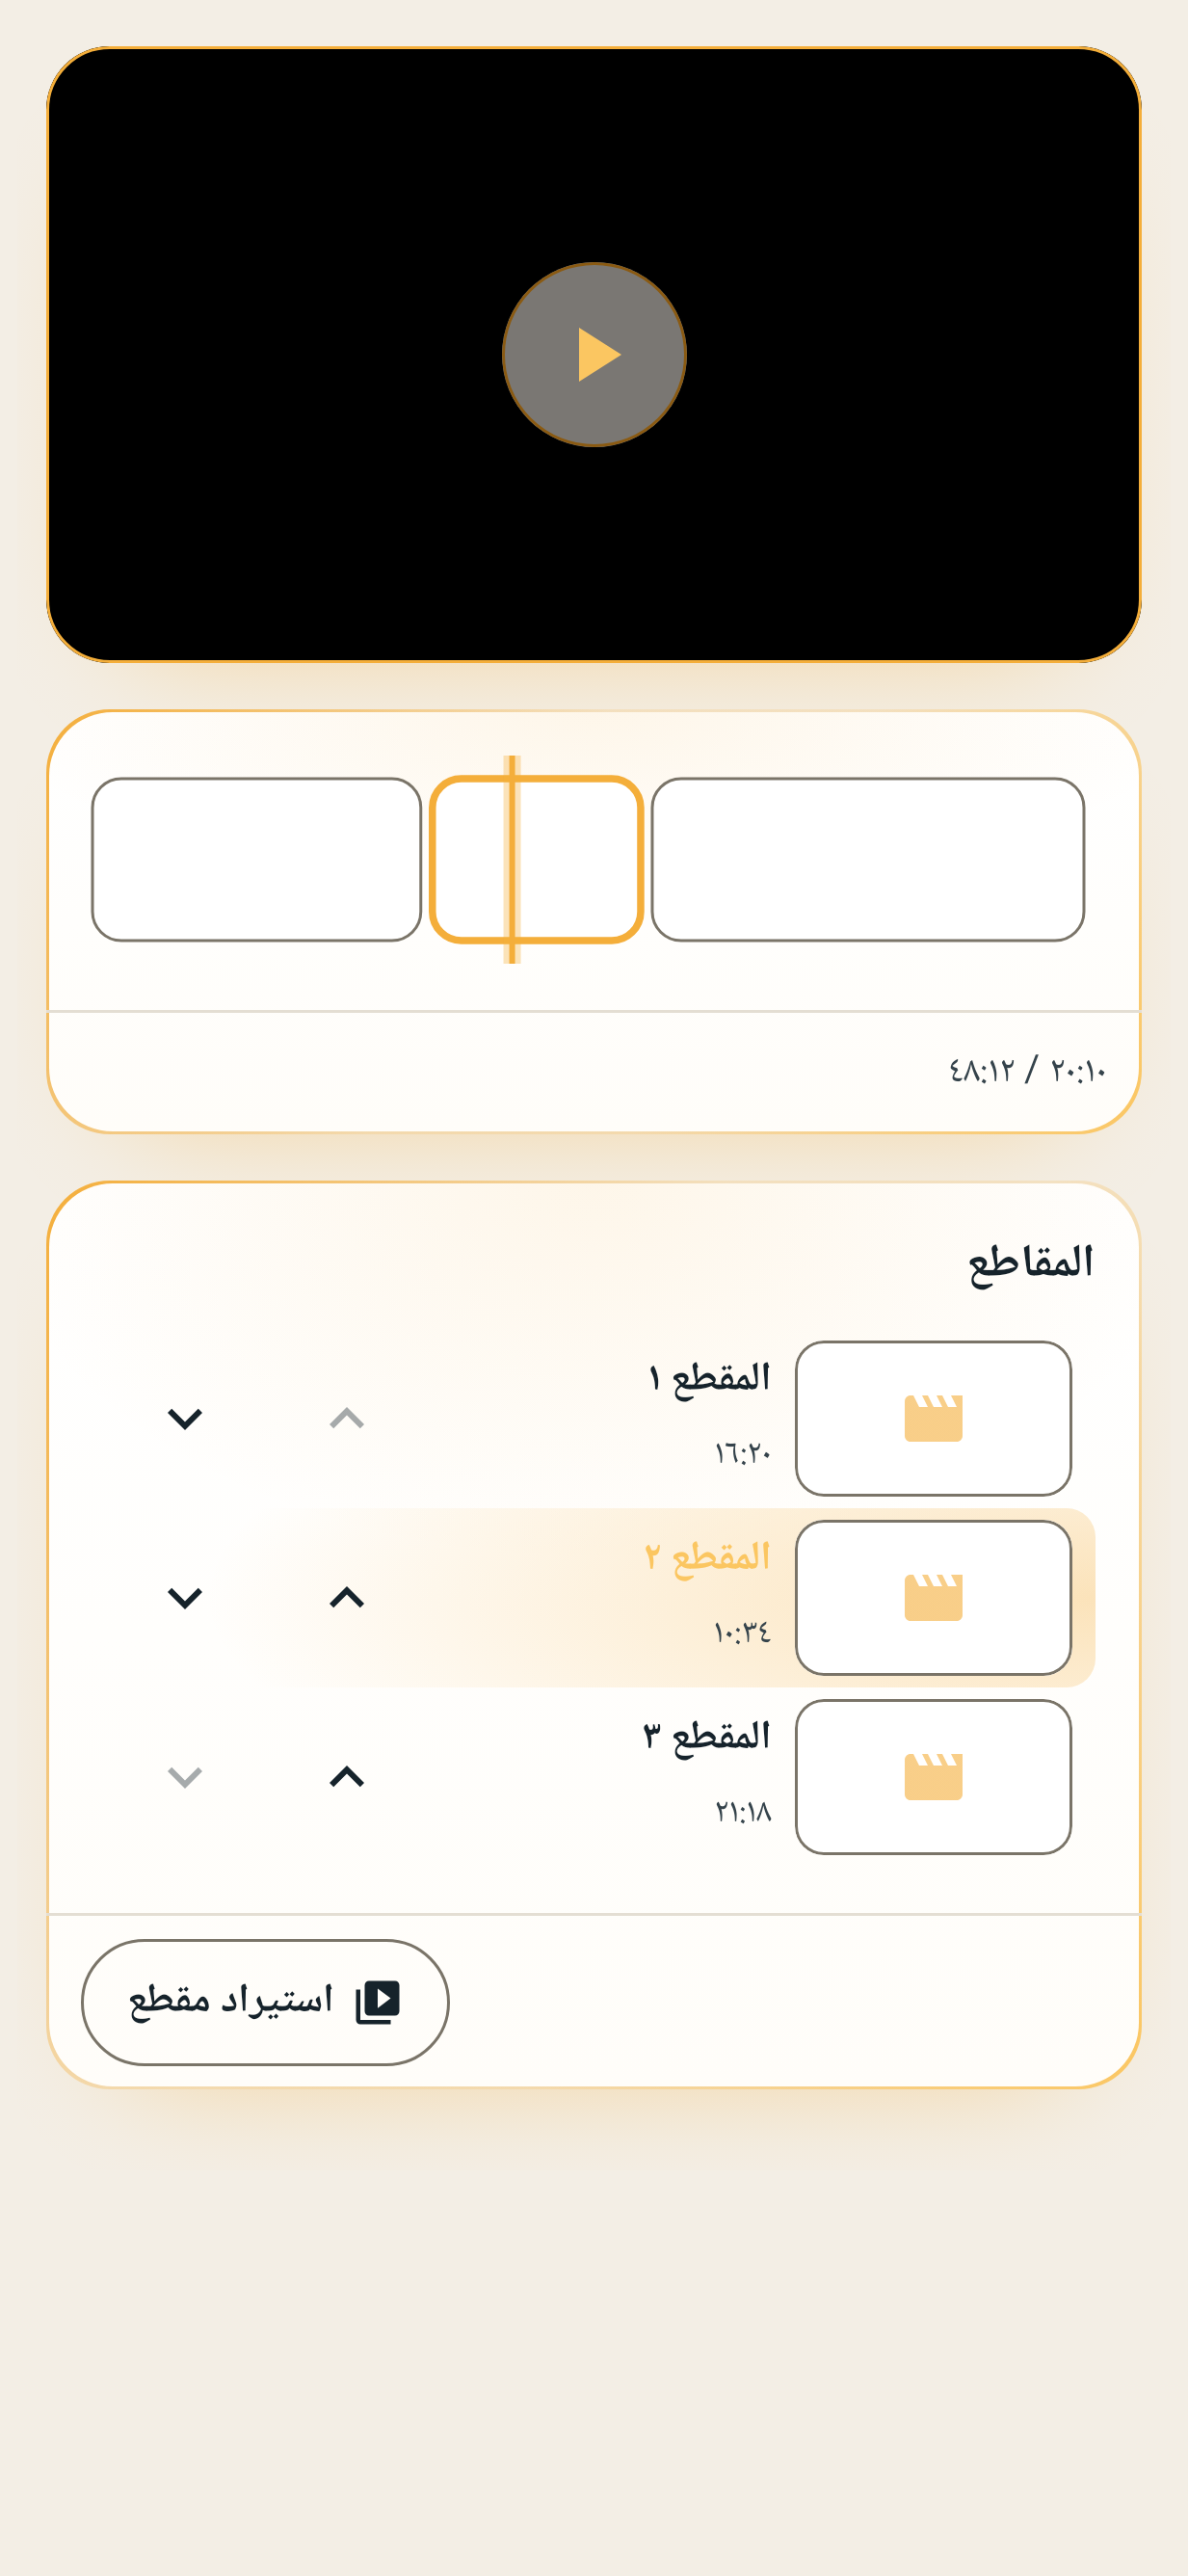 ٢٠:١٠ / ٤٨:١٢
المقاطع
المقطع ١
١٦:٢٠
المقطع ٢
١٠:٣٤
المقطع ٣
٢١:١٨
استيراد مقطع